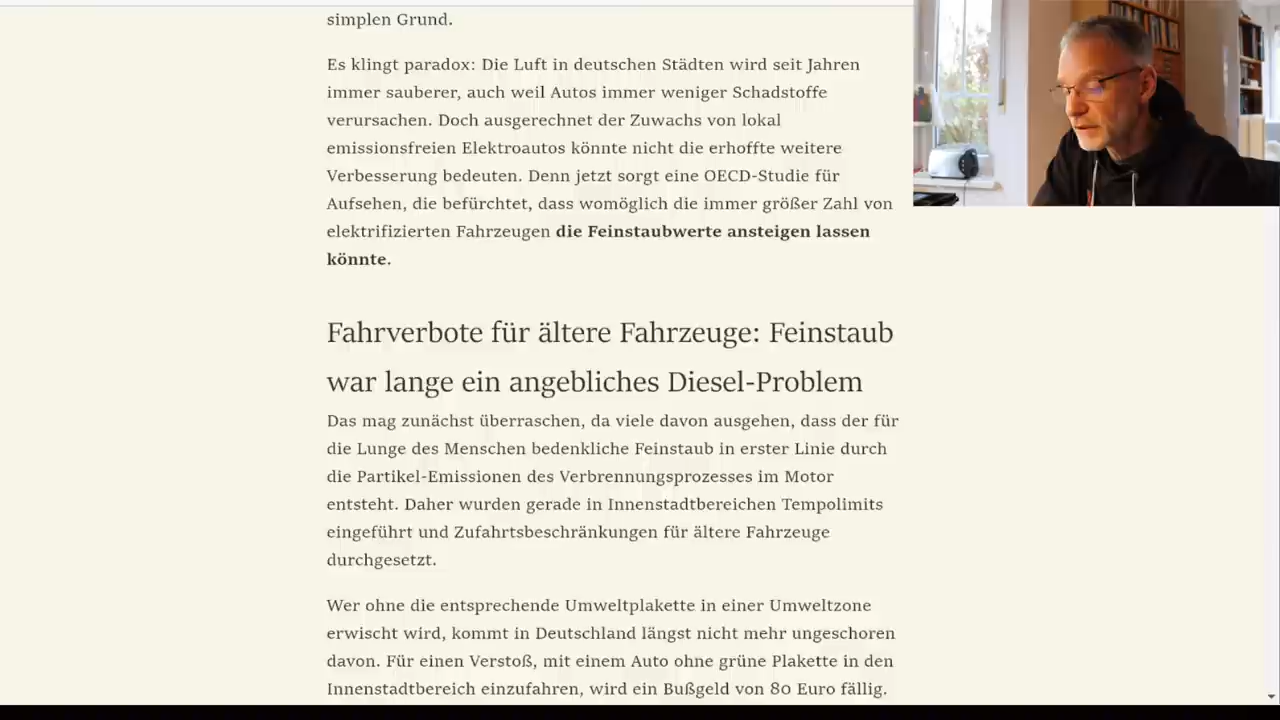 simplen Grund.
Es klingt paradox: Die Luft in deutschen Städten wird seit Jahren
immer sauberer, auch weil Autos immer weniger Schadstoffe
verursachen. Doch ausgerechnet der Zuwachs von lokal
emissionsfreien Elektroautos könnte nicht die erhoffte weitere
Verbesserung bedeuten. Denn jetzt sorgt eine OECD-Studie für
Aufsehen, die befürchtet, dass womöglich die immer größer Zahl von
elektrifizierten Fahrzeugen die Feinstaubwerte ansteigen lassen
könnte.
Fahrverbote für ältere Fahrzeuge: Feinstaub
war lange ein angebliches Diesel-Problem
Das mag zunächst überraschen, da viele davon ausgehen, dass der für
die Lunge des Menschen bedenkliche Feinstaub in erster Linie durch
die Partikel-Emissionen des Verbrennungsprozesses im Motor
entsteht. Daher wurden gerade in Innenstadtbereichen Tempolimits
eingeführt und Zufahrtsbeschränkungen für ältere Fahrzeuge
durchgesetzt.
Wer ohne die entsprechende Umweltplakette in einer Umweltzone
erwischt wird, kommt in Deutschland längst nicht mehr ungeschoren
davon. Für einen Verstoß, mit einem Auto ohne grüne Plakette in den
Innenstadtbereich einzufahren, wird ein Bußgeld von 80 Euro fällig.